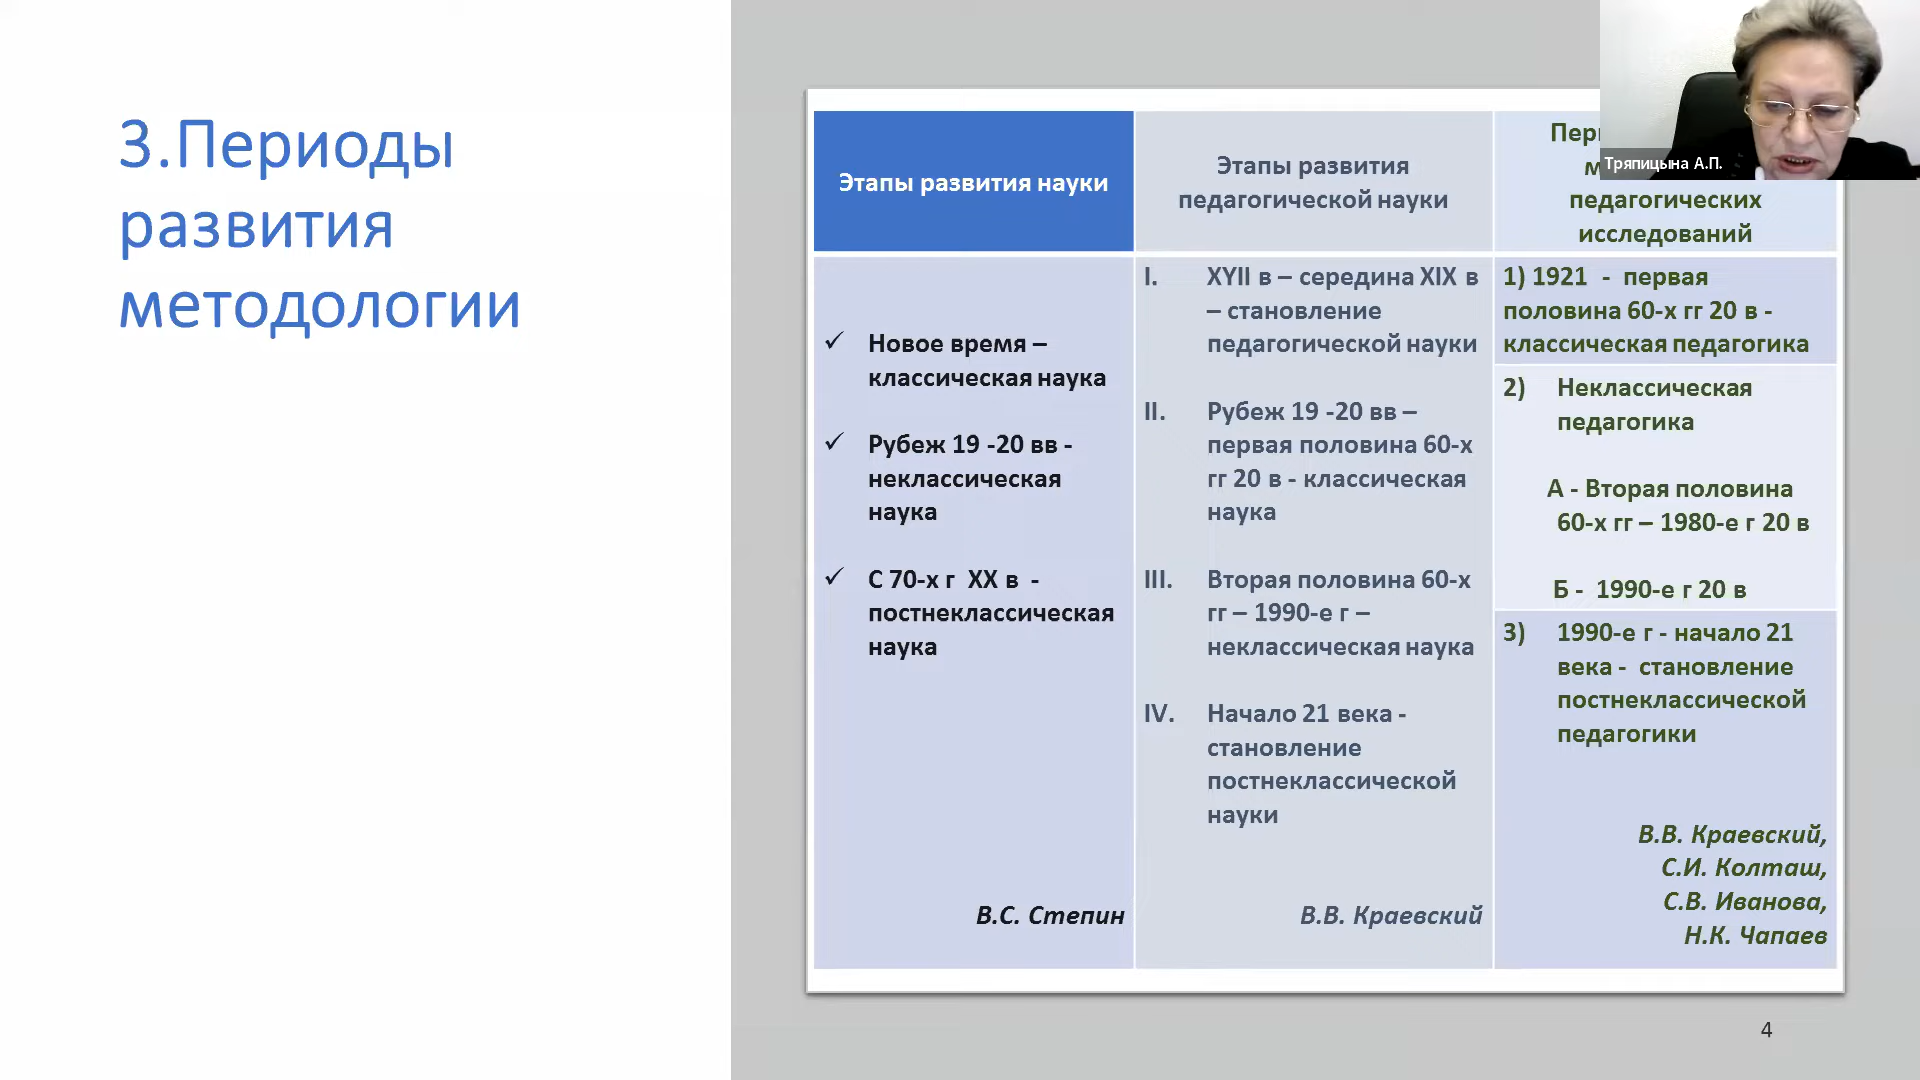 3.Периоды
развития
методологии
Этапы развития науки
Этапы развития
педагогической науки
педагогических
исследований
Тряпицына А.П.
Новое время –
классическая наука
Рубеж 19 -20 вв -
неклассическая
наука
С 70-х г XX в -
постнеклассическая
наука
В.С. Степин
I. XYII в – середина XIX в
– становление
педагогической науки
II. Рубеж 19 -20 вв –
первая половина 60-х
гг 20 в - классическая
наука
III. Вторая половина 60-х
гг – 1990-е г –
неклассическая наука
IV. Начало 21 века -
становление
постнеклассической
науки
В.В. Краевский
1) 1921 - первая
половина 60-х гг 20 в -
классическая педагогика
2) Неклассическая
педагогика
А - Вторая половина
60-х гг – 1980-е г 20 в
Б - 1990-е г 20 в
3) 1990-е г - начало 21
века - становление
постнеклассической
педагогики
В.В. Краевский,
С.И. Колташ,
С.В. Иванова,
Н.К. Чапаев
4